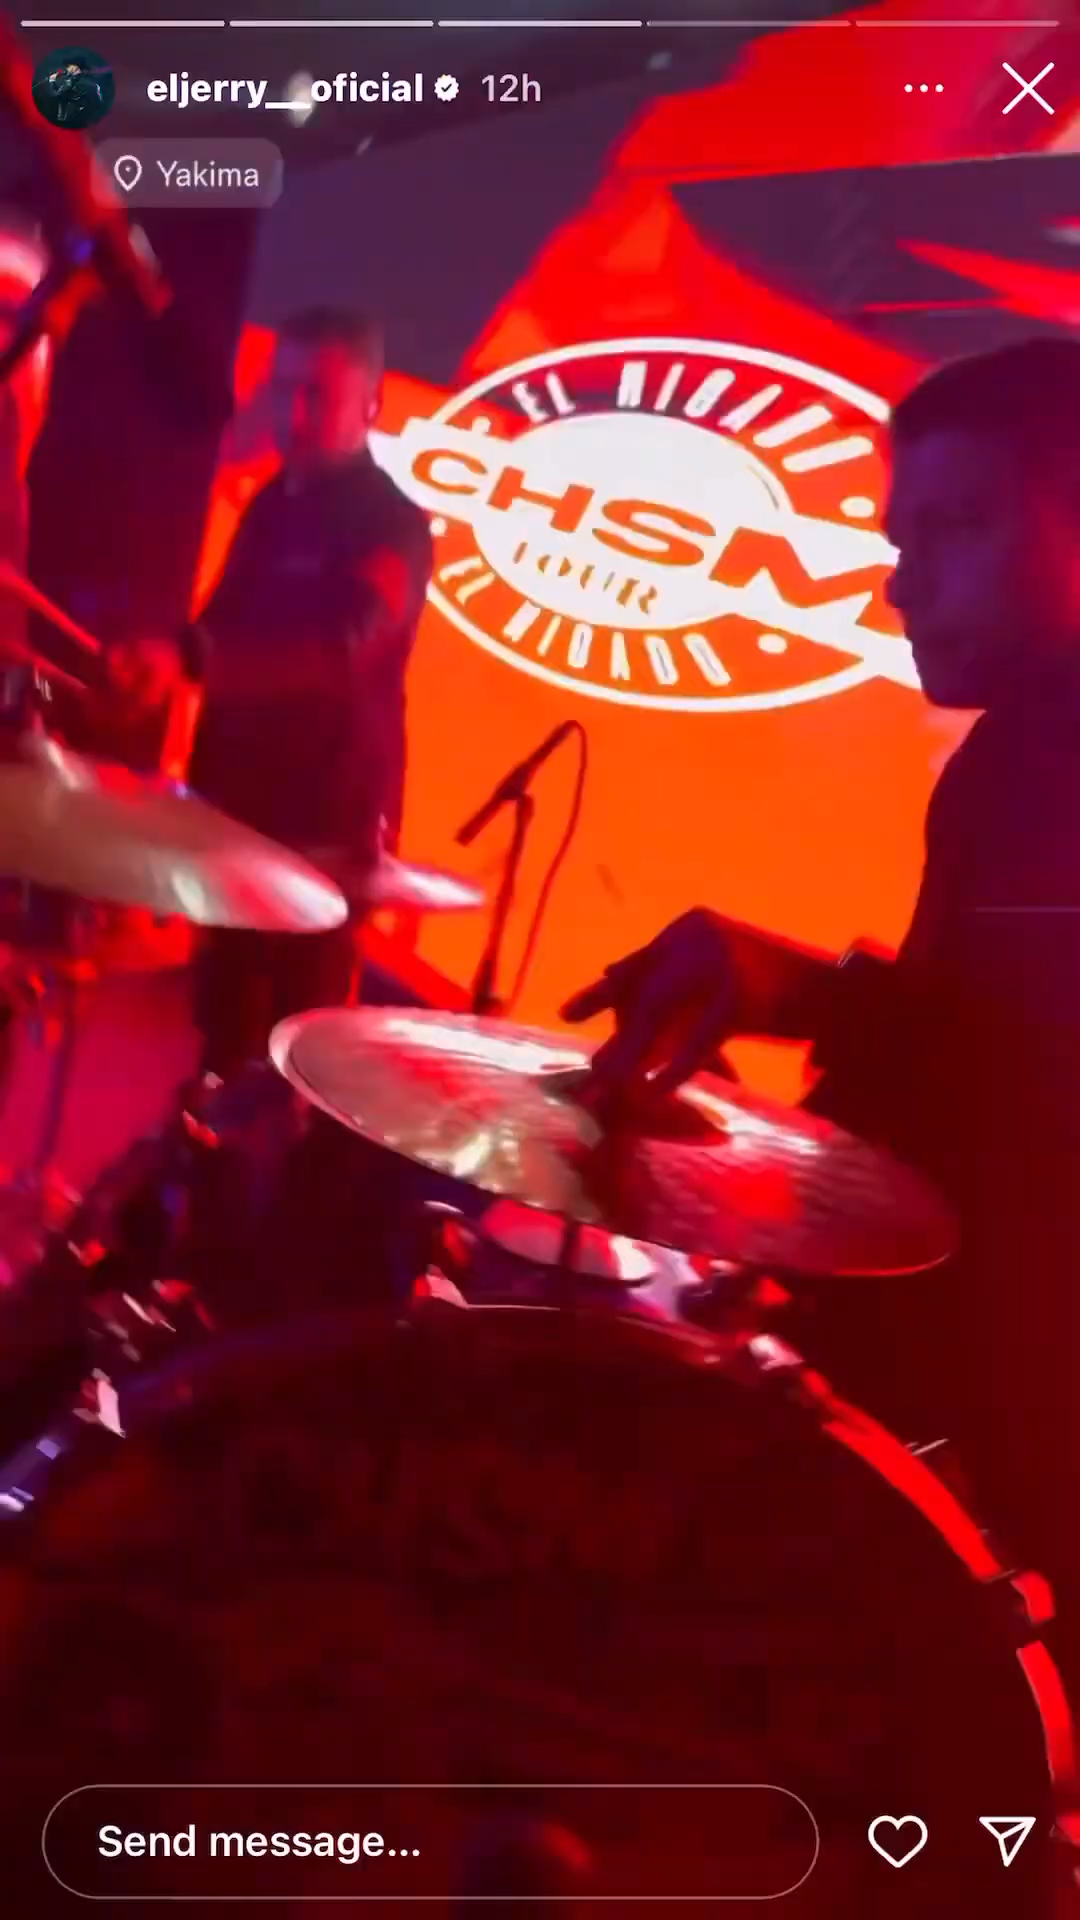 eljerry__oficial 12h
Yakima
EL NIGADO
CHSM
TOUR
EL NIGADO
Send message...